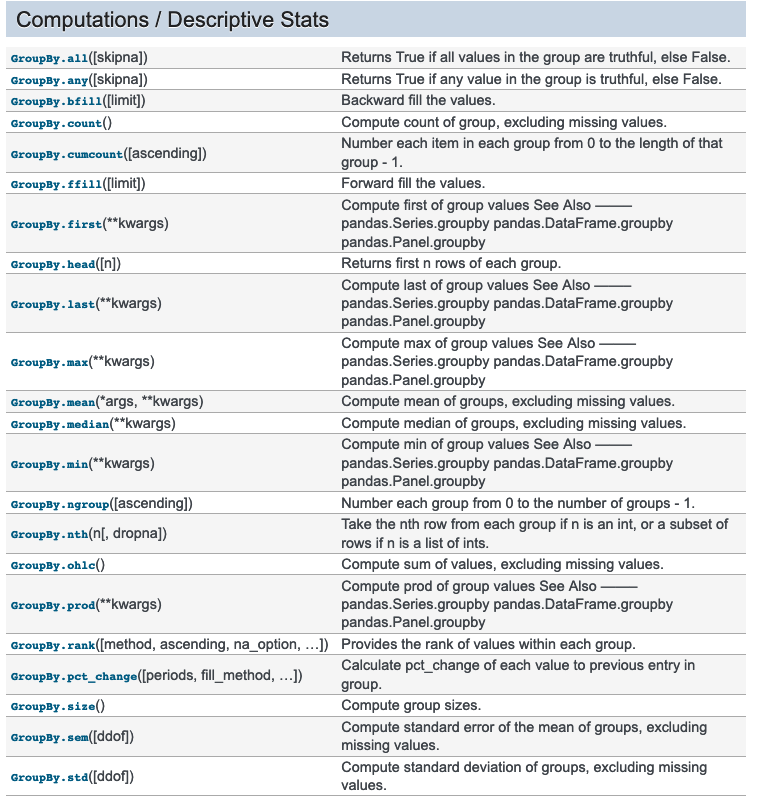 Computations / Descriptive Stats
GroupBy.all([skipna]) Returns True if all values in the group are truthful, else False.
GroupBy.any([skipna]) Returns True if any value in the group is truthful, else False.
GroupBy.bfill([limit]) Backward fill the values.
GroupBy.count() Compute count of group, excluding missing values.
GroupBy.cumcount([ascending]) Number each item in each group from 0 to the length of that
group - 1.
GroupBy.ffill([limit]) Forward fill the values.
GroupBy.first(**kwargs) Compute first of group values See Also ———
pandas.Series.groupby pandas.DataFrame.groupby
pandas.Panel.groupby
GroupBy.head([n]) Returns first n rows of each group.
GroupBy.last(**kwargs) Compute last of group values See Also ———
pandas.Series.groupby pandas.DataFrame.groupby
pandas.Panel.groupby
GroupBy.max(**kwargs) Compute max of group values See Also ———
pandas.Series.groupby pandas.DataFrame.groupby
pandas.Panel.groupby
GroupBy.mean(*args, **kwargs) Compute mean of groups, excluding missing values.
GroupBy.median(**kwargs) Compute median of groups, excluding missing values.
GroupBy.min(**kwargs) Compute min of group values See Also ———
pandas.Series.groupby pandas.DataFrame.groupby
pandas.Panel.groupby
GroupBy.ngroup([ascending]) Number each group from 0 to the number of groups - 1.
GroupBy.nth(n[, dropna]) Take the nth row from each group if n is an int, or a subset of
rows if n is a list of ints.
GroupBy.ohlc() Compute sum of values, excluding missing values.
GroupBy.prod(**kwargs) Compute prod of group values See Also ———
pandas.Series.groupby pandas.DataFrame.groupby
pandas.Panel.groupby
GroupBy.rank([method, ascending, na_option, …]) Provides the rank of values within each group.
GroupBy.pct_change([periods, fill_method, …]) Calculate pct_change of each value to previous entry in
group.
GroupBy.size() Compute group sizes.
GroupBy.sem([ddof]) Compute standard error of the mean of groups, excluding
missing values.
GroupBy.std([ddof]) Compute standard deviation of groups, excluding missing
values.